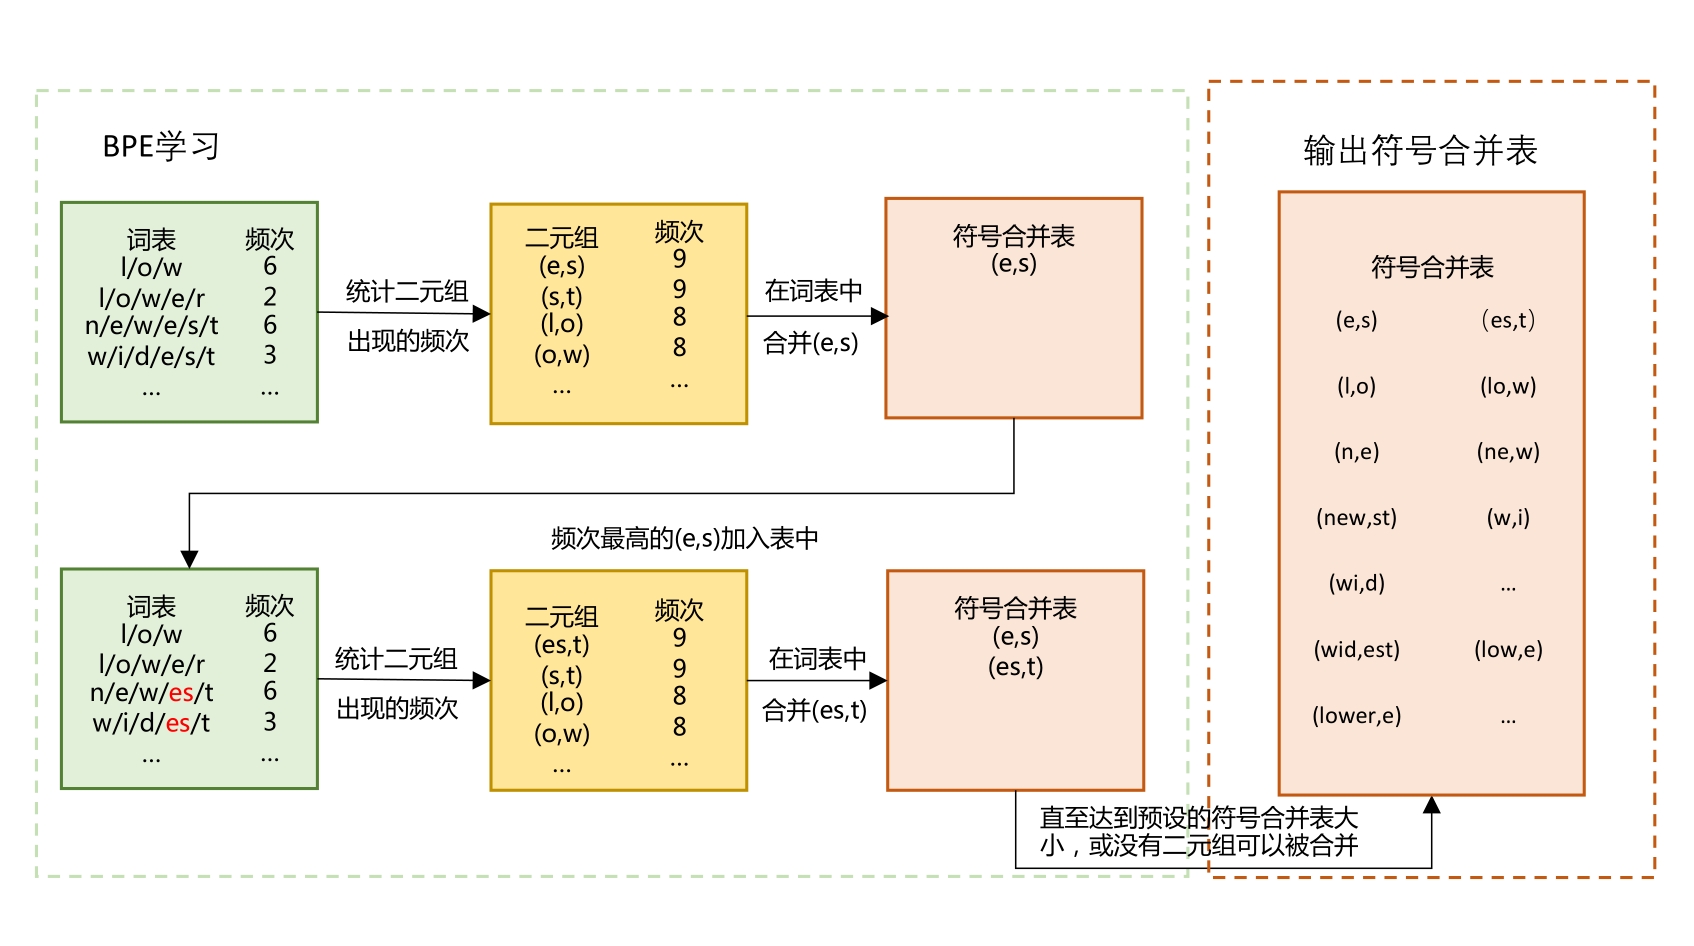 BPE学习
词表 频次
l/o/w 6
l/o/w/e/r 2
n/e/w/e/s/t 6
w/i/d/e/s/t 3
... ...
统计二元组
出现的频次
二元组 频次
(e,s) 9
(s,t) 9
(l,o) 8
(o,w) 8
... ...
在词表中
合并(e,s)
符号合并表
(e,s)
频次最高的(e,s)加入表中
词表 频次
l/o/w 6
l/o/w/e/r 2
n/e/w/es/t 6
w/i/d/es/t 3
... ...
统计二元组
出现的频次
二元组 频次
(es,t) 9
(s,t) 9
(l,o) 8
(o,w) 8
... ...
在词表中
合并(es,t)
符号合并表
(e,s)
(es,t)
直至达到预设的符号合并表大
小，或没有二元组可以被合并
输出符号合并表
符号合并表
(e,s) （es,t）
(l,o) (lo,w)
(n,e) (ne,w)
(new,st) (w,i)
(wi,d) ...
(wid,est) (low,e)
(lower,e) ...